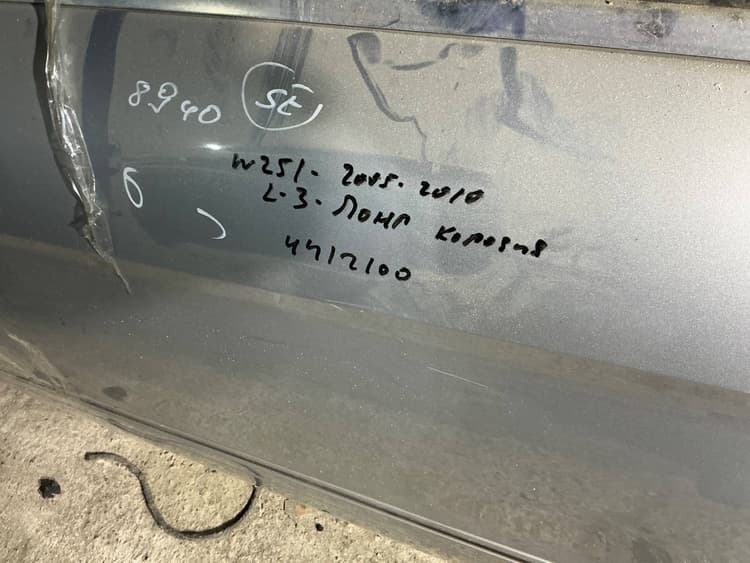 8940 SE
W251. 2005. 2010
L-3. Лонг корозия
4412100